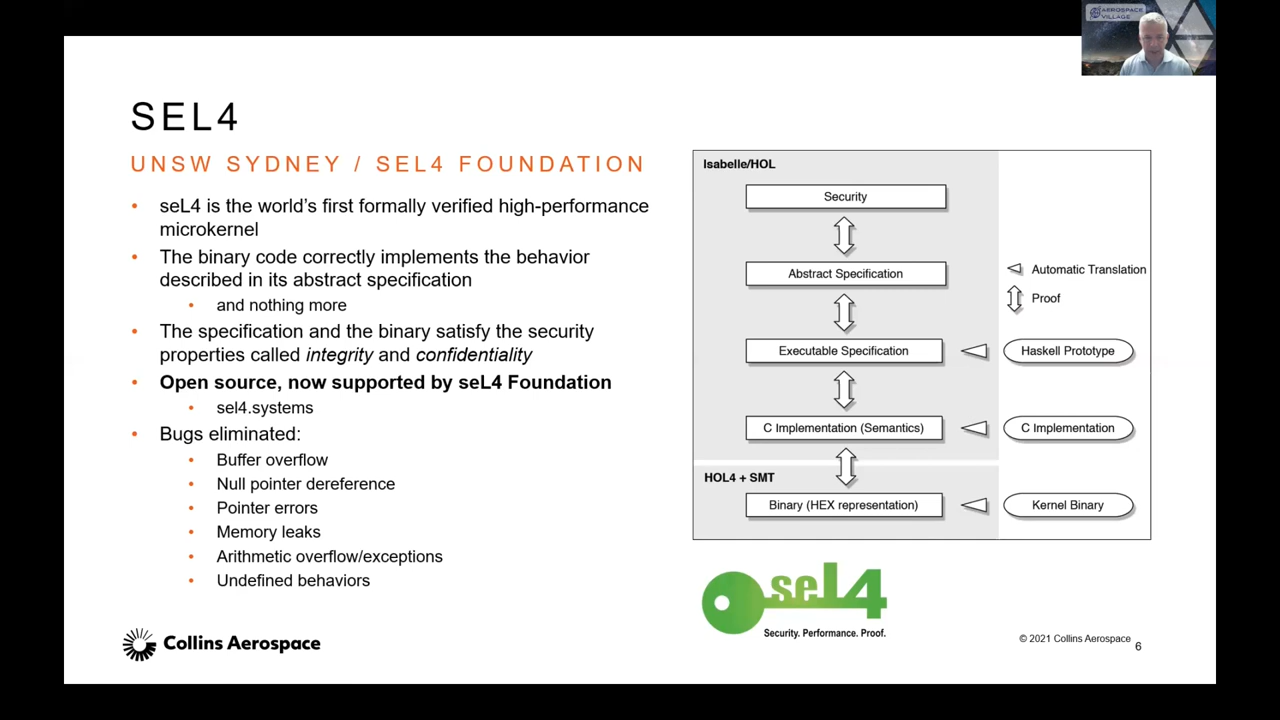 AEROSPACE
VILLAGE
SEL4
UNSW SYDNEY / SEL4 FOUNDATION
• seL4 is the world's first formally verified high-performance
microkernel
• The binary code correctly implements the behavior
described in its abstract specification
• and nothing more
• The specification and the binary satisfy the security
properties called integrity and confidentiality
• Open source, now supported by seL4 Foundation
• sel4.systems
• Bugs eliminated:
• Buffer overflow
• Null pointer dereference
• Pointer errors
• Memory leaks
• Arithmetic overflow/exceptions
• Undefined behaviors
Isabelle/HOL
Security
Abstract Specification
Automatic Translation
Proof
Executable Specification
Haskell Prototype
C Implementation (Semantics)
C Implementation
HOL4 + SMT
Binary (HEX representation)
Kernel Binary
seL4
Security. Performance. Proof.
Collins Aerospace
© 2021 Collins Aerospace
6